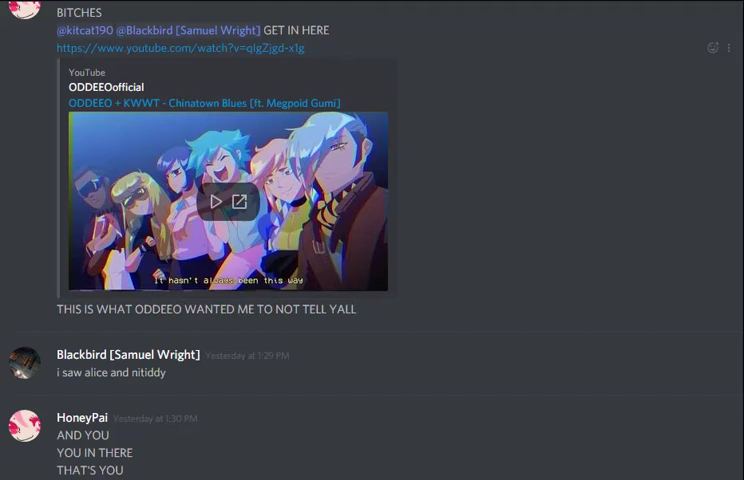 BITCHES
@kitcat190 @Blackbird [Samuel Wright] GET IN HERE
https://www.youtube.com/watch?v=qIgZjgd-x1g
YouTube
ODDEEOofficial
ODDEEO + KWWT - Chinatown Blues [ft. Megpoid Gumi]
It hasn't always been this way
THIS IS WHAT ODDEEO WANTED ME TO NOT TELL YALL
Blackbird [Samuel Wright] Yesterday at 1:29 PM
i saw alice and nitiddy
HoneyPai Yesterday at 1:30 PM
AND YOU
YOU IN THERE
THAT'S YOU